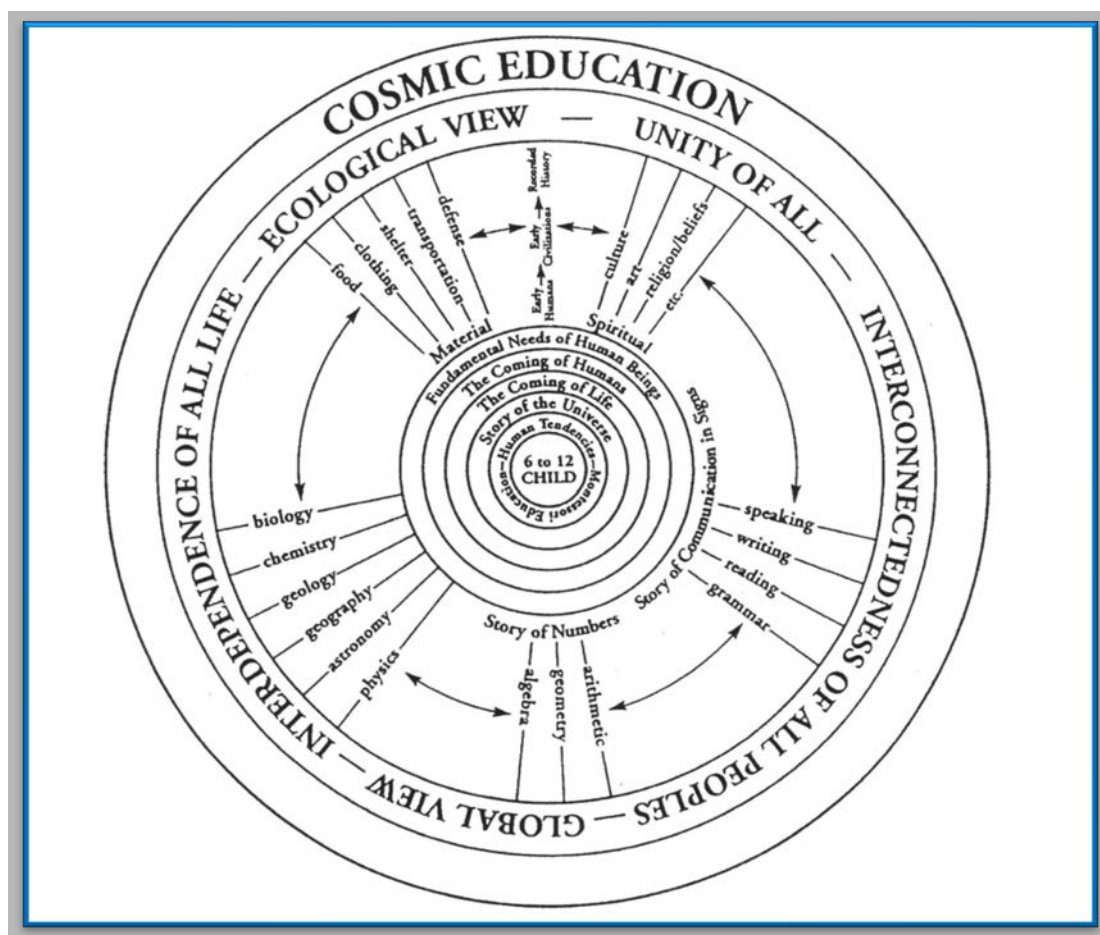 COSMIC EDUCATION
ECOLOGICAL VIEW — UNITY OF ALL — INTERCONNECTEDNESS OF ALL PEOPLES — GLOBAL VIEW — INTERDEPENDENCE OF ALL LIFE —
food
clothing
shelter
transportation
defense
Material
Early Humans
Early Civilizations
Recorded History
culture
art
religion/beliefs
etc.
Spiritual
Fundamental Needs of Human Beings
The Coming of Humans
The Coming of Life
Story of the Universe
Human Tendencies—Montessori Education—
6 to 12
CHILD
Story of Communication in Signs
speaking
writing
reading
grammar
Story of Numbers
arithmetic
geometry
algebra
physics
astronomy
geography
geology
chemistry
biology